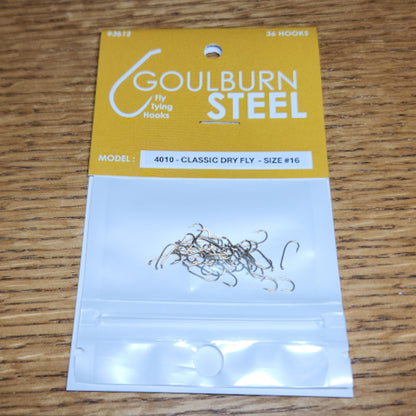 #3612 36 HOOKS
GOULBURN
Fly
Tying
Hooks
STEEL
MODEL : 4010 - CLASSIC DRY FLY - SIZE #16